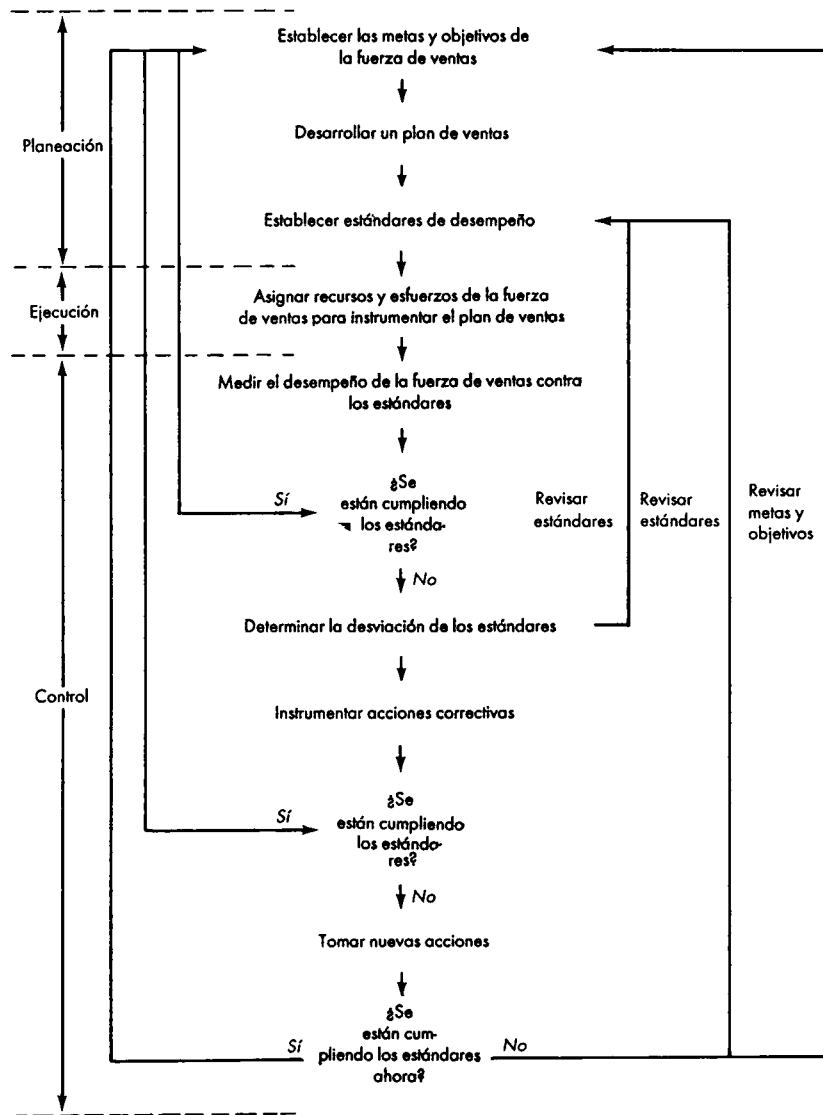 Establecer las metas y objetivos de
la fuerza de ventas
Planeación
Desarrollar un plan de ventas
Establecer estándares de desempeño
Ejecución
Asignar recursos y esfuerzos de la fuerza
de ventas para instrumentar el plan de ventas
Medir el desempeño de la fuerza de ventas contra
los estándares
Sí
¿Se
están cumpliendo
los estánda-
res?
Revisar
estándares
Revisar
estándares
Revisar
metas y
objetivos
No
Determinar la desviación de los estándares
Control
Instrumentar acciones correctivas
Sí
¿Se
están cumpliendo
los estánda-
res?
No
Tomar nuevas acciones
Sí
¿Se
están cum-
pliendo los estándares
ahora?
No